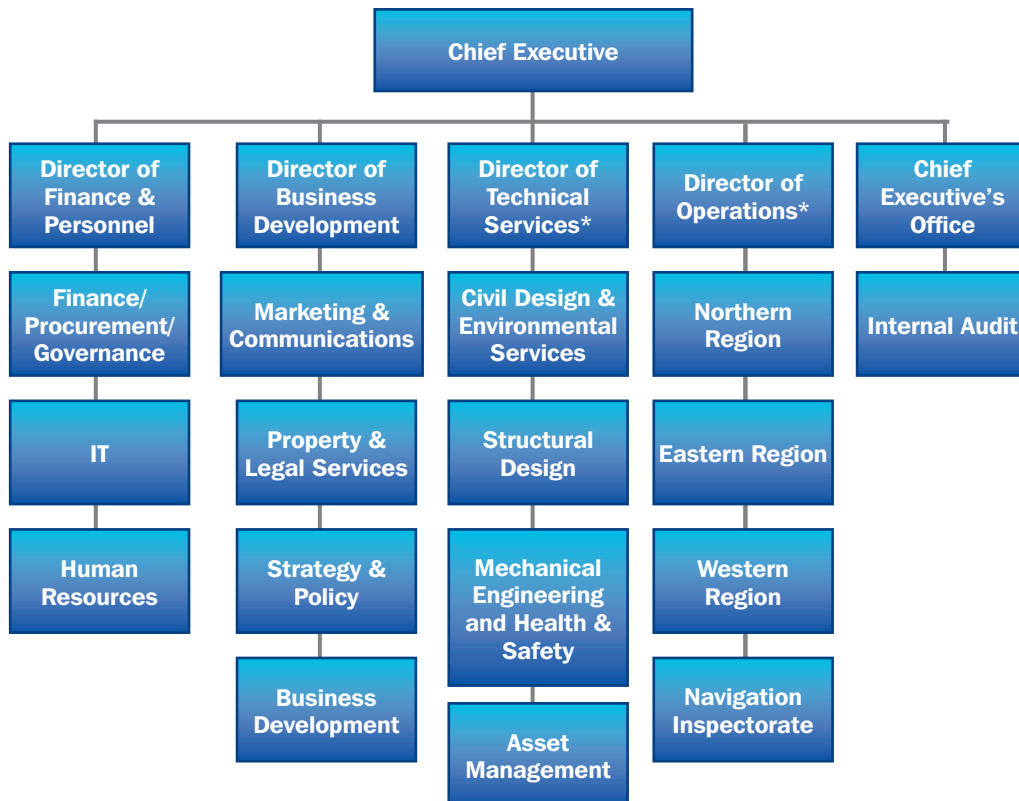 Chief Executive
Director of
Finance &
Personnel
Director of
Business
Development
Director of
Technical
Services*
Director of
Operations*
Chief
Executive's
Office
Finance/
Procurement/
Governance
Marketing &
Communications
Civil Design &
Environmental
Services
Northern
Region
Internal Audit
IT
Property &
Legal Services
Structural
Design
Eastern Region
Human
Resources
Strategy &
Policy
Mechanical
Engineering
and Health &
Safety
Western
Region
Business
Development
Asset
Management
Navigation
Inspectorate